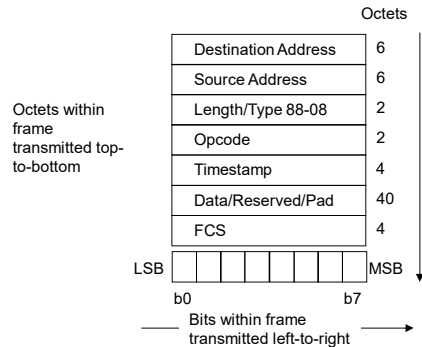 Octets
Destination Address 6
Source Address 6
Length/Type 88-08 2
Opcode 2
Timestamp 4
Data/Reserved/Pad 40
FCS 4
Octets within
frame
transmitted top-
to-bottom
LSB MSB
b0 b7
Bits within frame
transmitted left-to-right